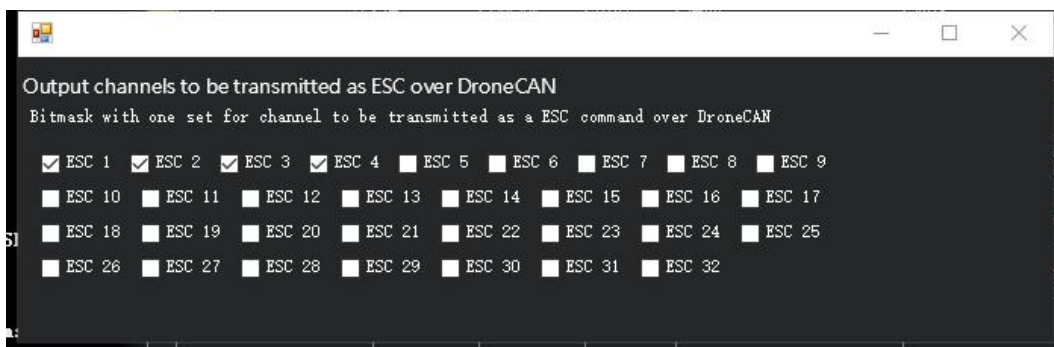 Output channels to be transmitted as ESC over DroneCAN
Bitmask with one set for channel to be transmitted as a ESC command over DroneCAN
ESC 1 ESC 2 ESC 3 ESC 4 ESC 5 ESC 6 ESC 7 ESC 8 ESC 9
ESC 10 ESC 11 ESC 12 ESC 13 ESC 14 ESC 15 ESC 16 ESC 17
ESC 18 ESC 19 ESC 20 ESC 21 ESC 22 ESC 23 ESC 24 ESC 25
ESC 26 ESC 27 ESC 28 ESC 29 ESC 30 ESC 31 ESC 32